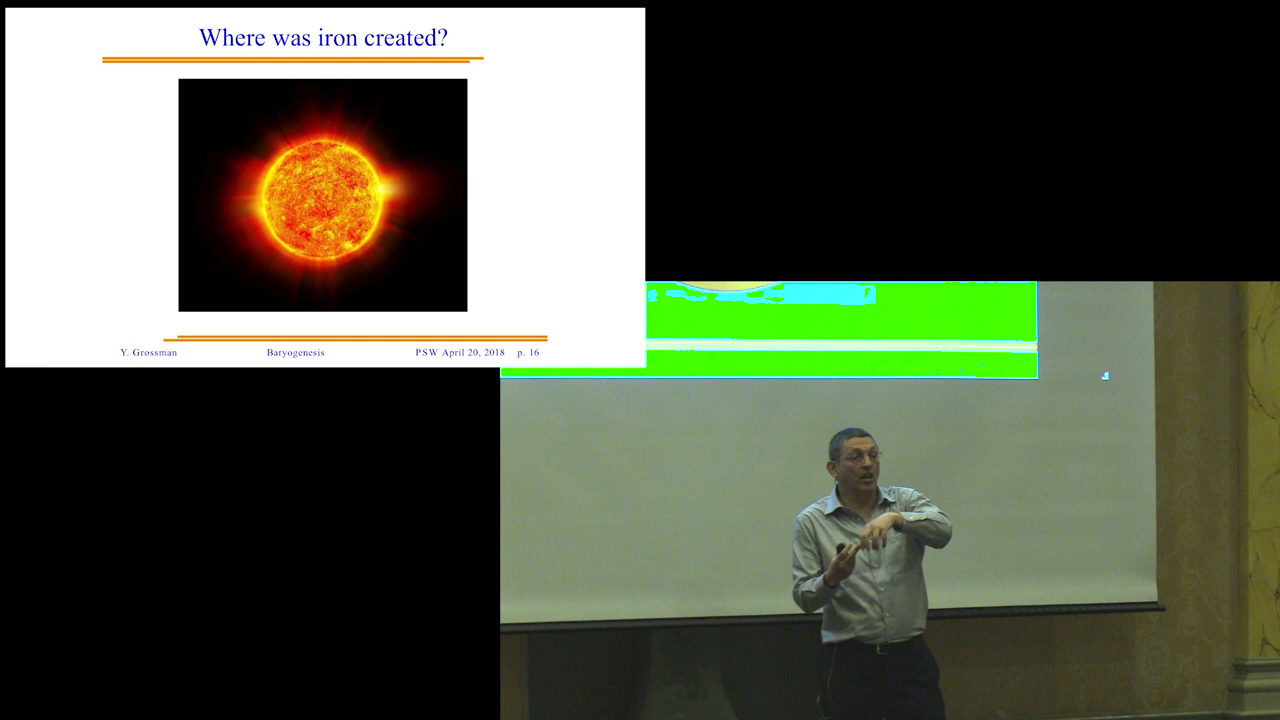 Where was iron created?
Y. Grossman Baryogenesis PSW April 20, 2018 p. 16